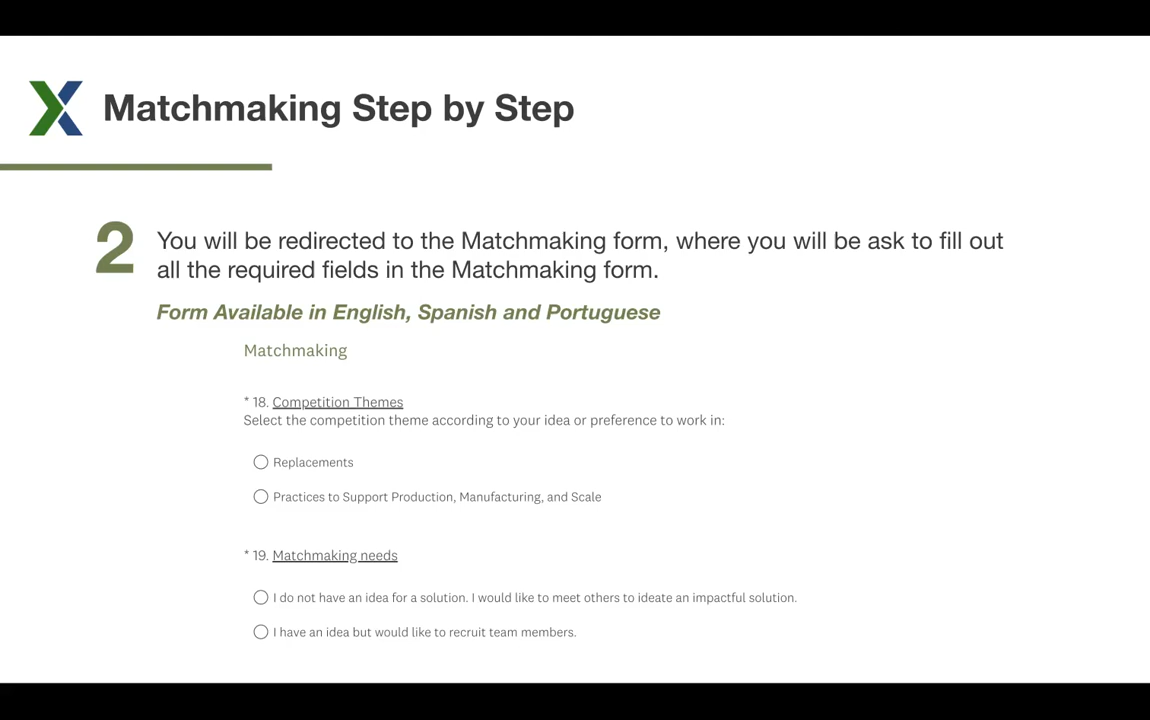 Matchmaking Step by Step
2
You will be redirected to the Matchmaking form, where you will be ask to fill out
all the required fields in the Matchmaking form.
Form Available in English, Spanish and Portuguese
Matchmaking
* 18. Competition Themes
Select the competition theme according to your idea or preference to work in:
Replacements
Practices to Support Production, Manufacturing, and Scale
* 19. Matchmaking needs
I do not have an idea for a solution. I would like to meet others to ideate an impactful solution.
I have an idea but would like to recruit team members.